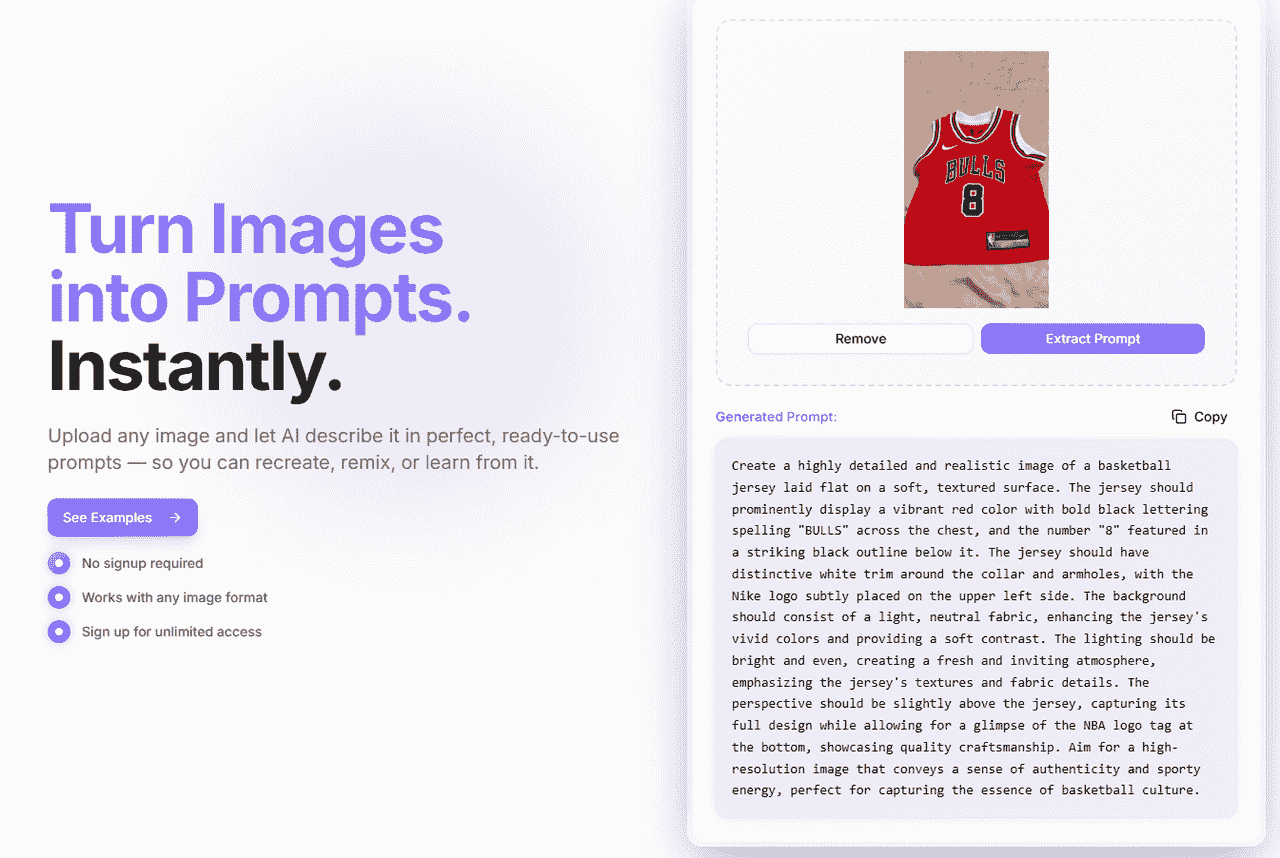 Turn Images
into Prompts.
Instantly.
Upload any image and let AI describe it in perfect, ready-to-use
prompts — so you can recreate, remix, or learn from it.
See Examples →
No signup required
Works with any image format
Sign up for unlimited access
BULLS
8
Remove
Extract Prompt
Generated Prompt:
Copy
Create a highly detailed and realistic image of a basketball
jersey laid flat on a soft, textured surface. The jersey should
prominently display a vibrant red color with bold black lettering
spelling "BULLS" across the chest, and the number "8" featured in
a striking black outline below it. The jersey should have
distinctive white trim around the collar and armholes, with the
Nike logo subtly placed on the upper left side. The background
should consist of a light, neutral fabric, enhancing the jersey's
vivid colors and providing a soft contrast. The lighting should be
bright and even, creating a fresh and inviting atmosphere,
emphasizing the jersey's textures and fabric details. The
perspective should be slightly above the jersey, capturing its
full design while allowing for a glimpse of the NBA logo tag at
the bottom, showcasing quality craftsmanship. Aim for a high-
resolution image that conveys a sense of authenticity and sporty
energy, perfect for capturing the essence of basketball culture.